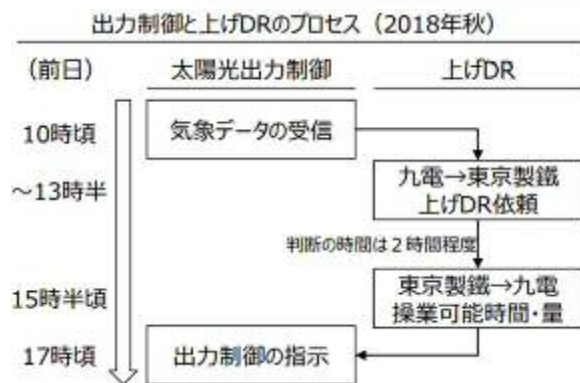 出力制御と上げDRのプロセス（2018年秋）
（前日）
太陽光出力制御
上げDR
10時頃
気象データの受信
～13時半
九電→東京製鐵
上げDR依頼
判断の時間は２時間程度
15時半頃
東京製鐵→九電
操業可能時間・量
17時頃
出力制御の指示